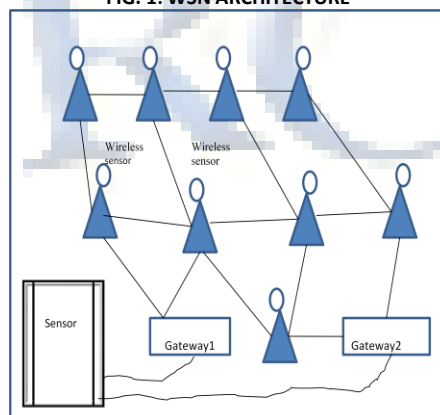 FIG. 1: WSN ARCHITECTURE
Wireless
sensor
Wireless
sensor
Sensor
Gateway1
Gateway2